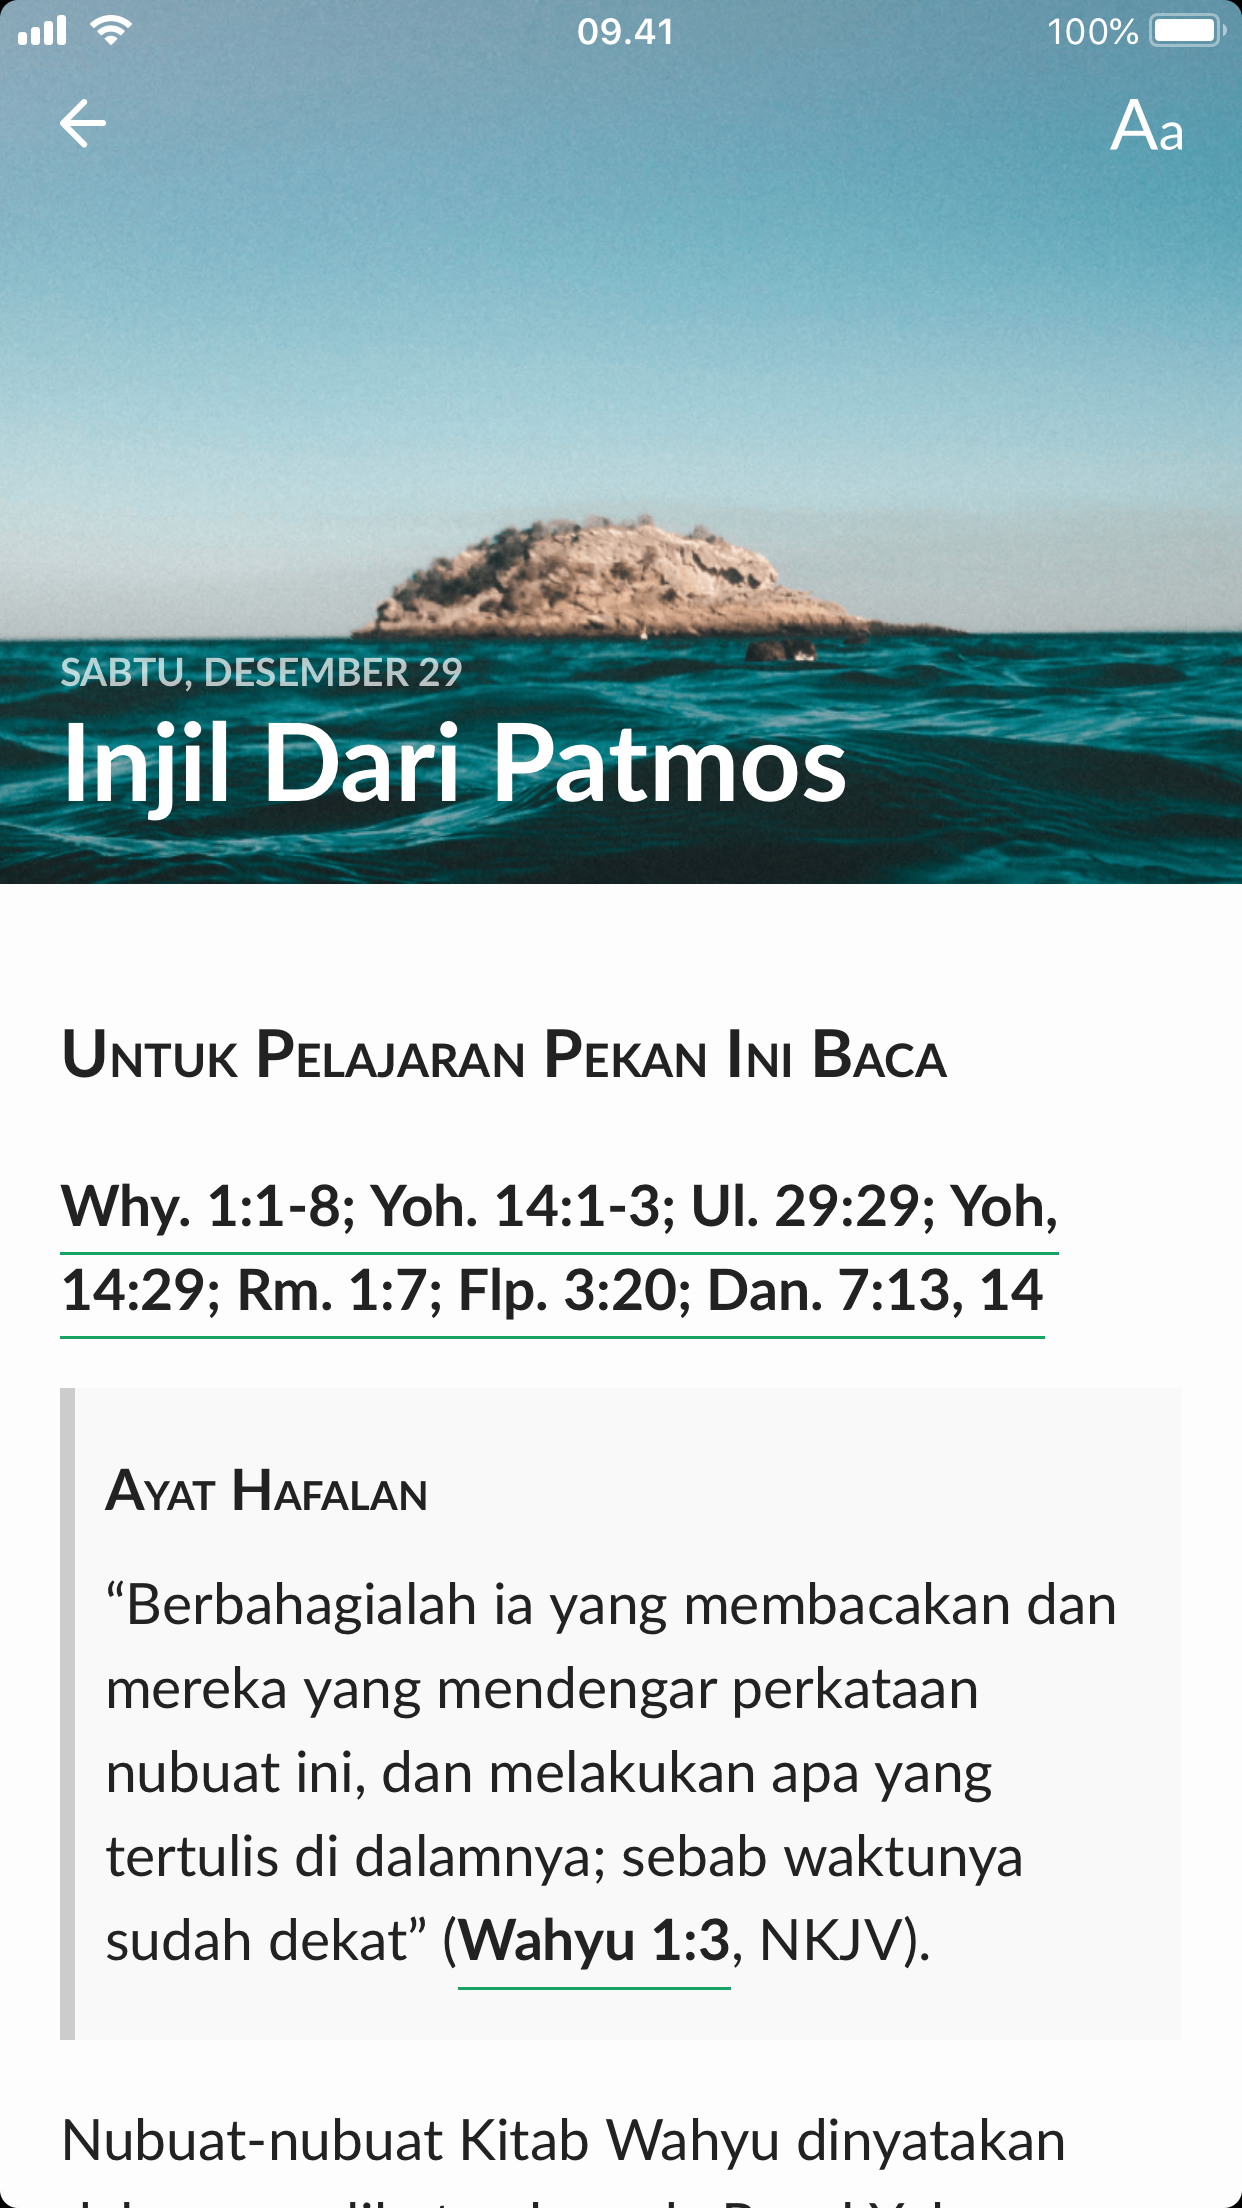 09.41
100%
Aa
SABTU, DESEMBER 29
Injil Dari Patmos
Untuk Pelajaran Pekan Ini Baca
Why. 1:1-8; Yoh. 14:1-3; Ul. 29:29; Yoh,
14:29; Rm. 1:7; Flp. 3:20; Dan. 7:13, 14
Ayat Hafalan
“Berbahagialah ia yang membacakan dan
mereka yang mendengar perkataan
nubuat ini, dan melakukan apa yang
tertulis di dalamnya; sebab waktunya
sudah dekat” (Wahyu 1:3, NKJV).
Nubuat-nubuat Kitab Wahyu dinyatakan